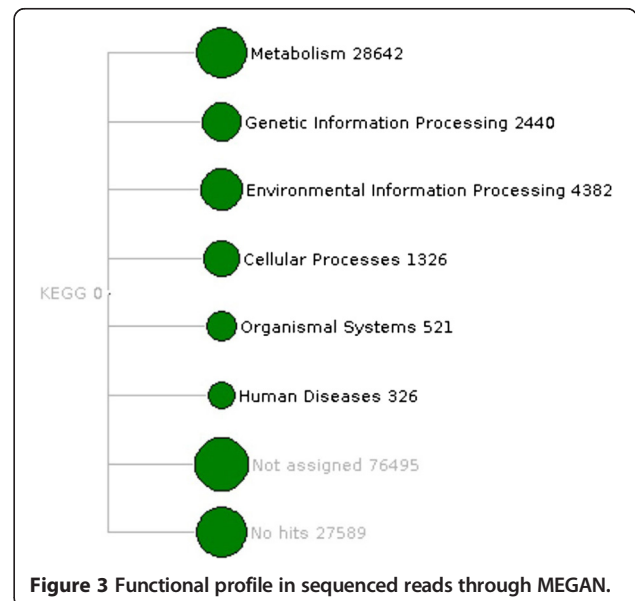 Metabolism 28642
Genetic Information Processing 2440
Environmental Information Processing 4382
Cellular Processes 1326
KEGG 0
Organismal Systems 521
Human Diseases 326
Not assigned 76495
No hits 27589
Figure 3 Functional profile in sequenced reads through MEGAN.